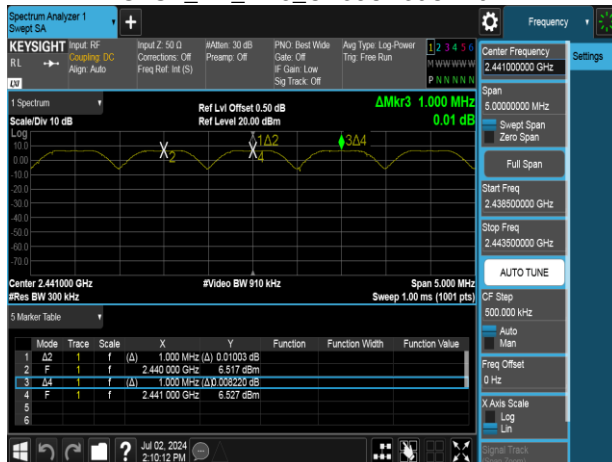 Spectrum Analyzer 1
Swept SA
+
Frequency
KEYSIGHT
RL
LXI
Input: RF
Coupling: DC
Align: Auto
Input Z: 50 Ω
Corrections: Off
Freq Ref: Int (S)
#Atten: 30 dB
Preamp: Off
PNO: Best Wide
Gate: Off
IF Gain: Low
Sig Track: Off
Avg Type: Log-Power
Trig: Free Run
1 2 3 4 5 6
M W W W W W
P N N N N N
1 Spectrum
Scale/Div 10 dB
Log
Ref Lvl Offset 0.50 dB
Ref Level 20.00 dBm
ΔMkr3 1.000 MHz
0.01 dB
10.0
0.00
-10.0
-20.0
-30.0
-40.0
-50.0
-60.0
-70.0
X2
1Δ2
X4
3Δ4
Center 2.441000 GHz
#Res BW 300 kHz
#Video BW 910 kHz
Span 5.000 MHz
Sweep 1.00 ms (1001 pts)
5 Marker Table
Mode Trace Scale X Y Function Function Width Function Value
1 Δ2 1 f (Δ) 1.000 MHz (Δ) 0.01003 dB
2 F 1 f 2.440 000 GHz 6.517 dBm
3 Δ4 1 f (Δ) 1.000 MHz (Δ) 0.008220 dB
4 F 1 f 2.441 000 GHz 6.527 dBm
5
6
?
Jul 02, 2024
2:10:12 PM
Settings
Center Frequency
2.441000000 GHz
Span
5.00000000 MHz
Swept Span
Zero Span
Full Span
Start Freq
2.438500000 GHz
Stop Freq
2.443500000 GHz
AUTO TUNE
CF Step
500.000 kHz
Auto
Man
Freq Offset
0 Hz
X Axis Scale
Log
Lin
Signal Track